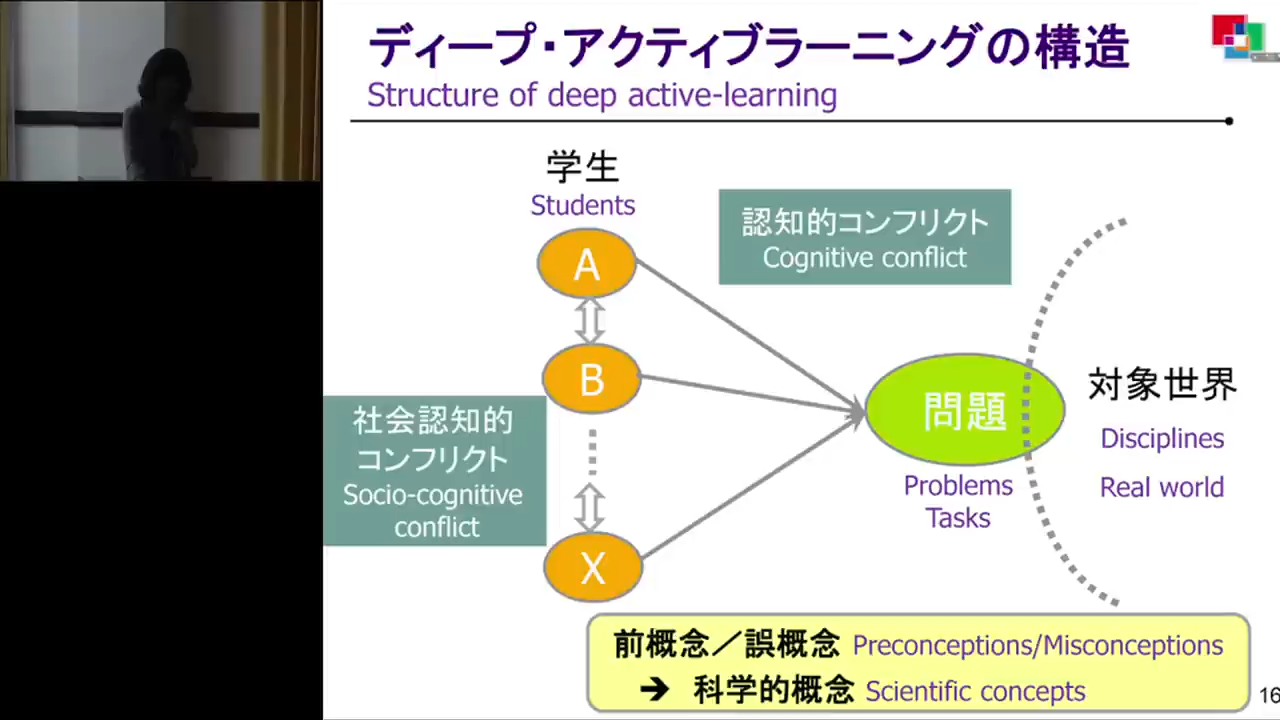 ディープ・アクティブラーニングの構造
Structure of deep active-learning
学生
Students
A
認知的コンフリクト
Cognitive conflict
B
社会認知的
コンフリクト
Socio-cognitive
conflict
X
問題
Problems
Tasks
対象世界
Disciplines
Real world
前概念／誤概念 Preconceptions/Misconceptions
➔ 科学的概念 Scientific concepts
16